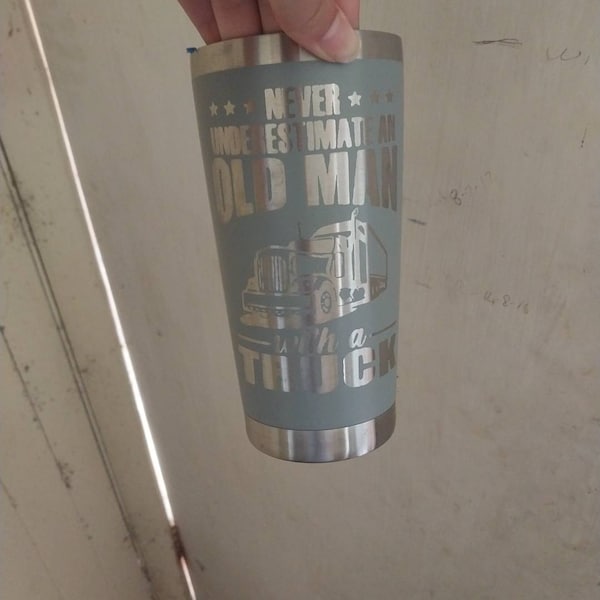 NEVER
UNDERESTIMATE AN
OLD MAN
with a
TRUCK